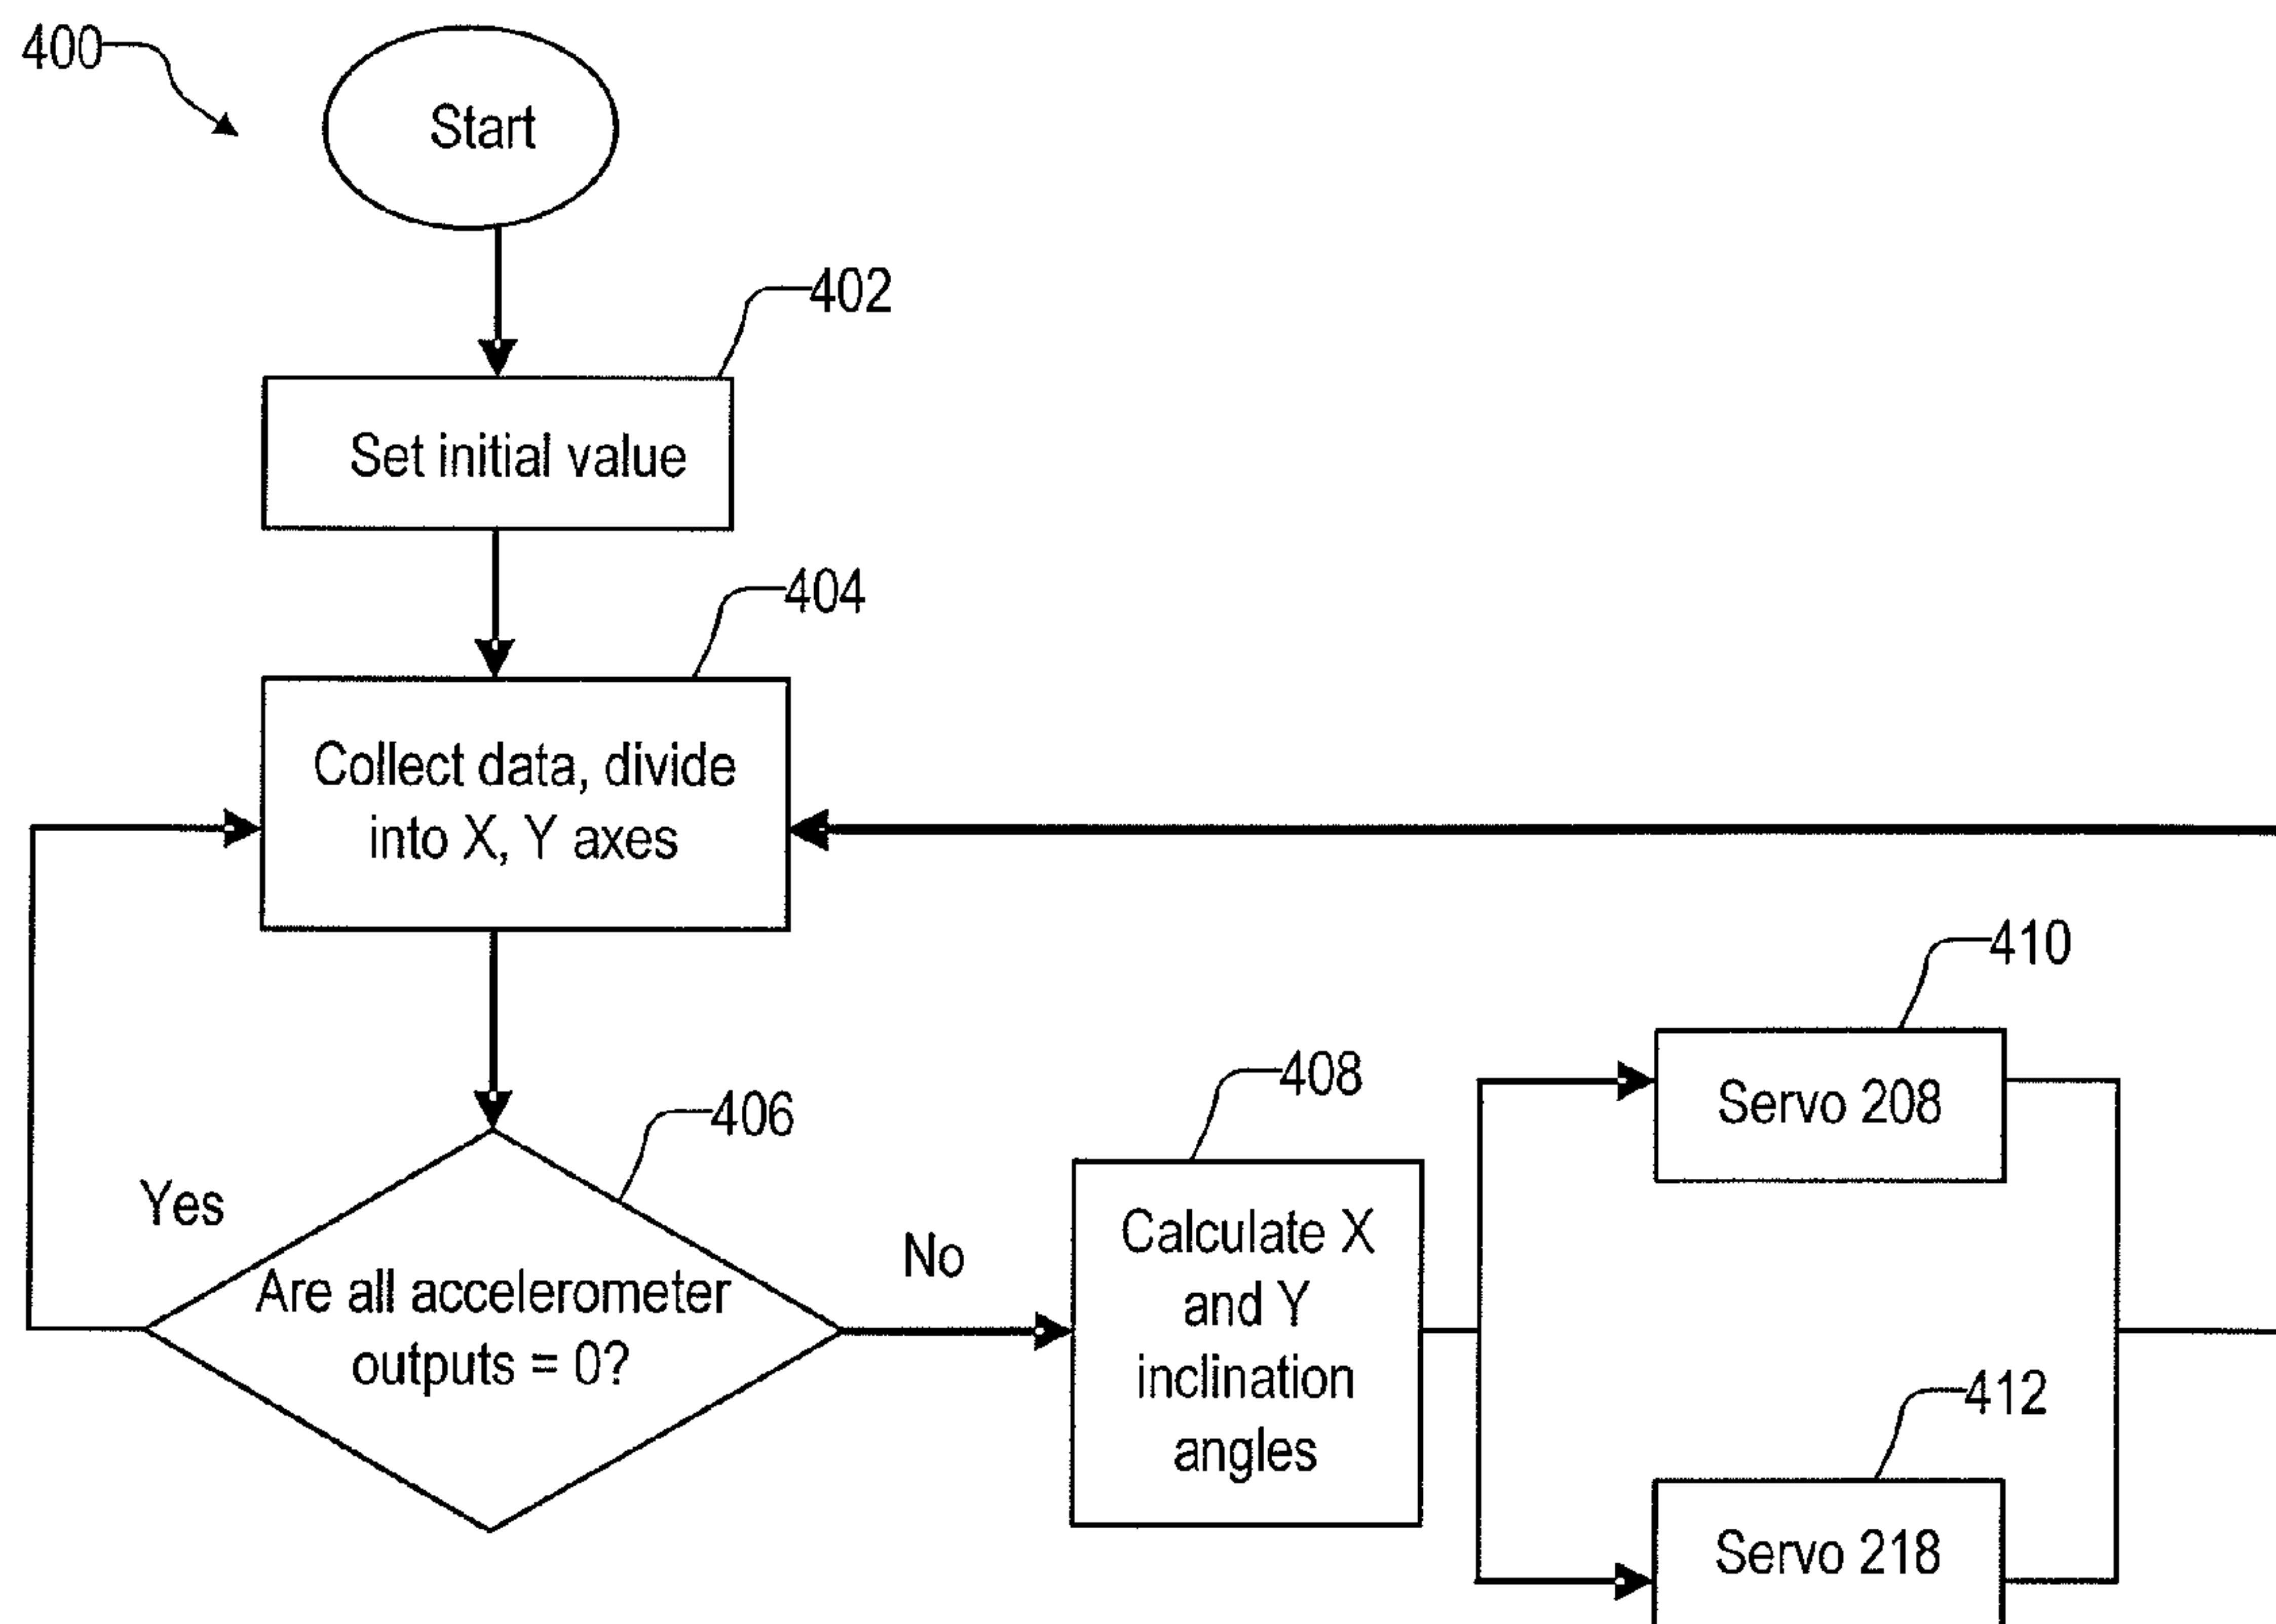 400
Start
402
Set initial value
404
Collect data, divide
into X, Y axes
406
Yes
Are all accelerometer
outputs = 0?
No
408
Calculate X
and Y
inclination
angles
410
Servo 208
412
Servo 218